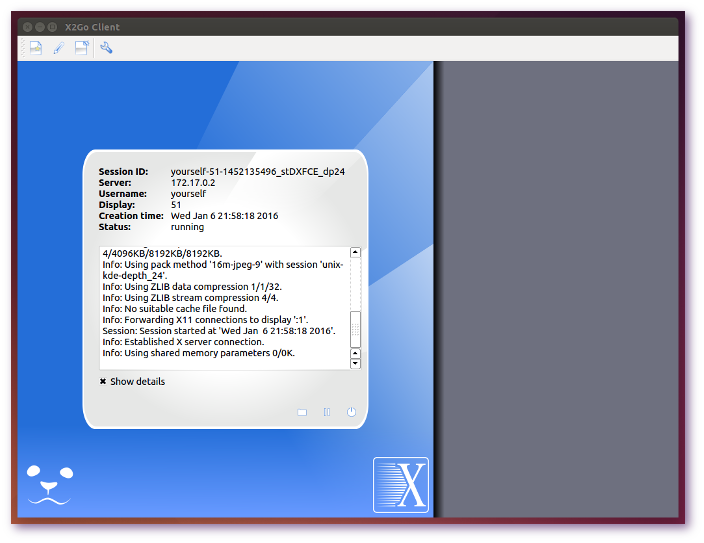 X2Go Client
Session ID: yourself-51-1452135496_stDXFCE_dp24
Server: 172.17.0.2
Username: yourself
Display: 51
Creation time: Wed Jan 6 21:58:18 2016
Status: running
4/4096KB/8192KB/8192KB.
Info: Using pack method '16m-jpeg-9' with session 'unix-
kde-depth_24'.
Info: Using ZLIB data compression 1/1/32.
Info: Using ZLIB stream compression 4/4.
Info: No suitable cache file found.
Info: Forwarding X11 connections to display ':1'.
Session: Session started at 'Wed Jan  6 21:58:18 2016'.
Info: Established X server connection.
Info: Using shared memory parameters 0/0K.
Show details
X